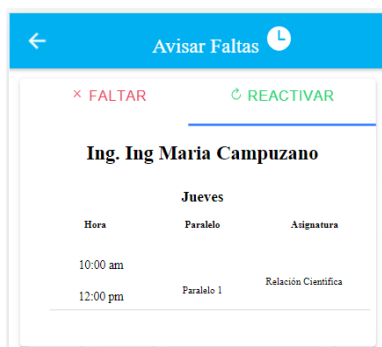 Avisar Faltas
× FALTAR
REACTIVAR
Ing. Ing Maria Campuzano
Jueves
Hora Paralelo Asignatura
10:00 am
Relación Cientifica
Paralelo 1
12:00 pm